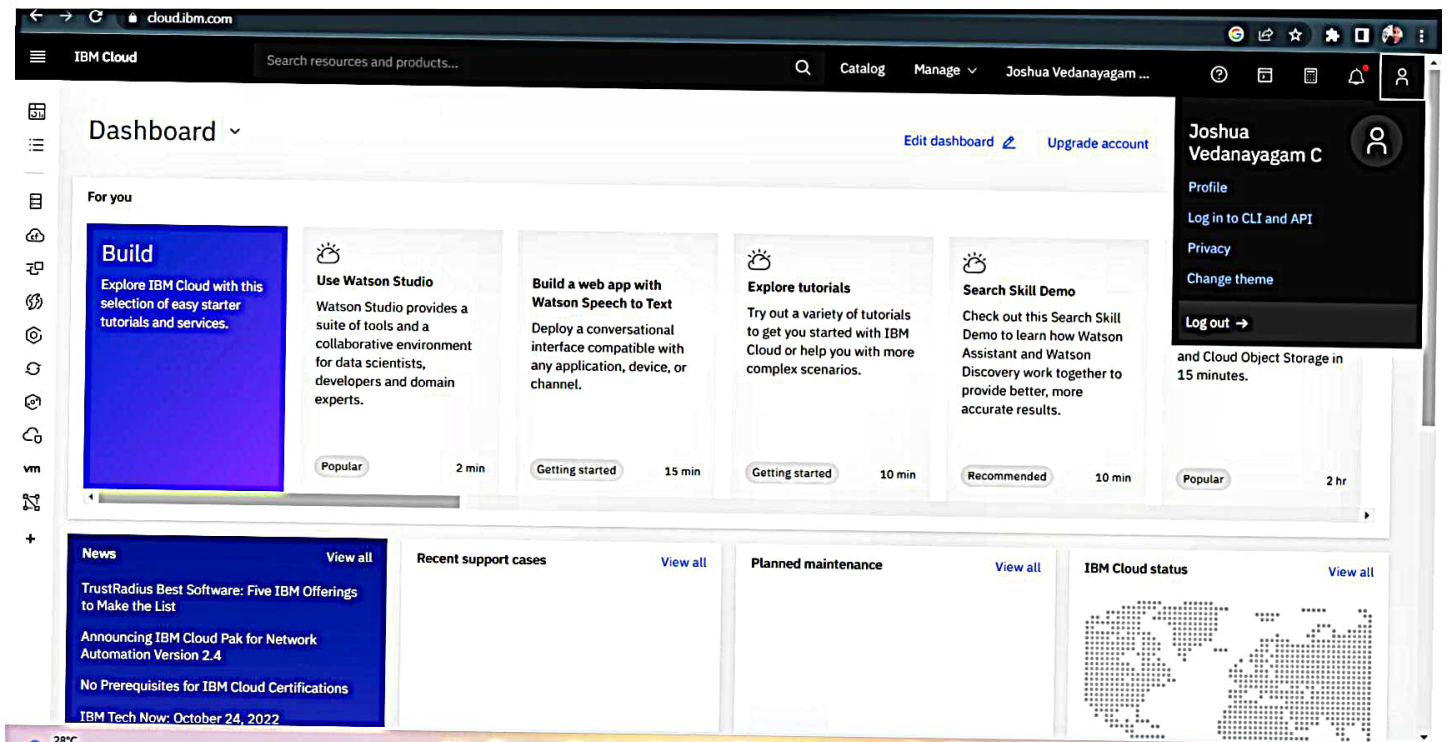 cloud.ibm.com
IBM Cloud
Search resources and products...
Catalog
Manage
Joshua Vedanayagam ...
Dashboard
Edit dashboard
Upgrade account
Joshua
Vedanayagam C
Profile
Log in to CLI and API
Privacy
Change theme
Log out →
For you
Build
Explore IBM Cloud with this
selection of easy starter
tutorials and services.
Use Watson Studio
Watson Studio provides a
suite of tools and a
collaborative environment
for data scientists,
developers and domain
experts.
Popular
2 min
Build a web app with
Watson Speech to Text
Deploy a conversational
interface compatible with
any application, device, or
channel.
Getting started
15 min
Explore tutorials
Try out a variety of tutorials
to get you started with IBM
Cloud or help you with more
complex scenarios.
Getting started
10 min
Search Skill Demo
Check out this Search Skill
Demo to learn how Watson
Assistant and Watson
Discovery work together to
provide better, more
accurate results.
Recommended
10 min
and Cloud Object Storage in
15 minutes.
Popular
2 hr
vm
News
View all
TrustRadius Best Software: Five IBM Offerings
to Make the List
Announcing IBM Cloud Pak for Network
Automation Version 2.4
No Prerequisites for IBM Cloud Certifications
IBM Tech Now: October 24, 2022
Recent support cases
View all
Planned maintenance
View all
IBM Cloud status
View all
28°C